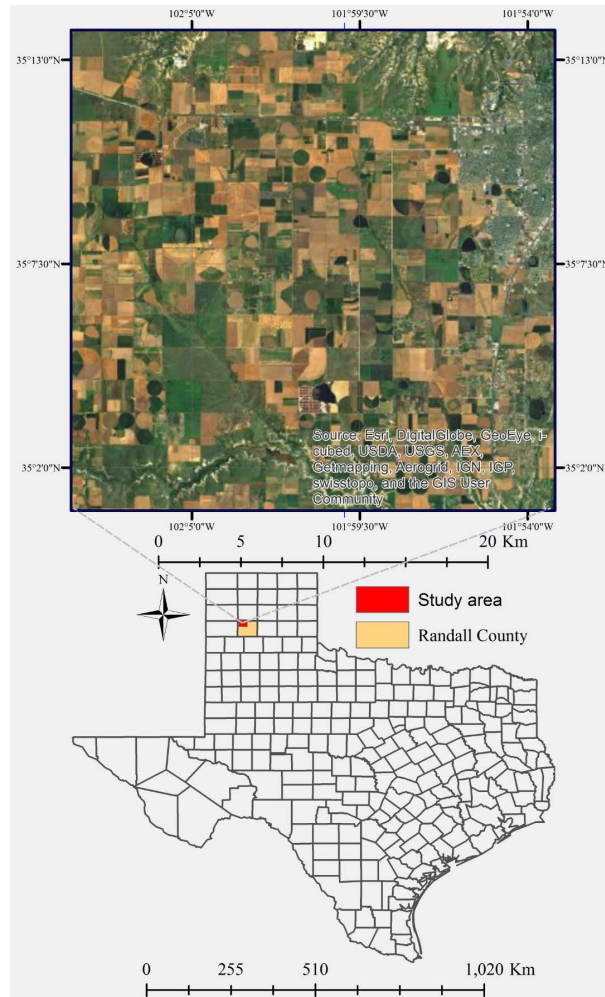 102°5'0"W 101°59'30"W 101°54'0"W
35°13'0"N 35°13'0"N
35°7'30"N 35°7'30"N
Source: Esri, DigitalGlobe, GeoEye, i-
cubed, USDA, USGS, AEX,
Getmapping, Aerogrid, IGN, IGP,
swisstopo, and the GIS User
Community
35°2'0"N 35°2'0"N
102°5'0"W 101°59'30"W 101°54'0"W
0 5 10 20 Km
N
Study area
Randall County
0 255 510 1,020 Km